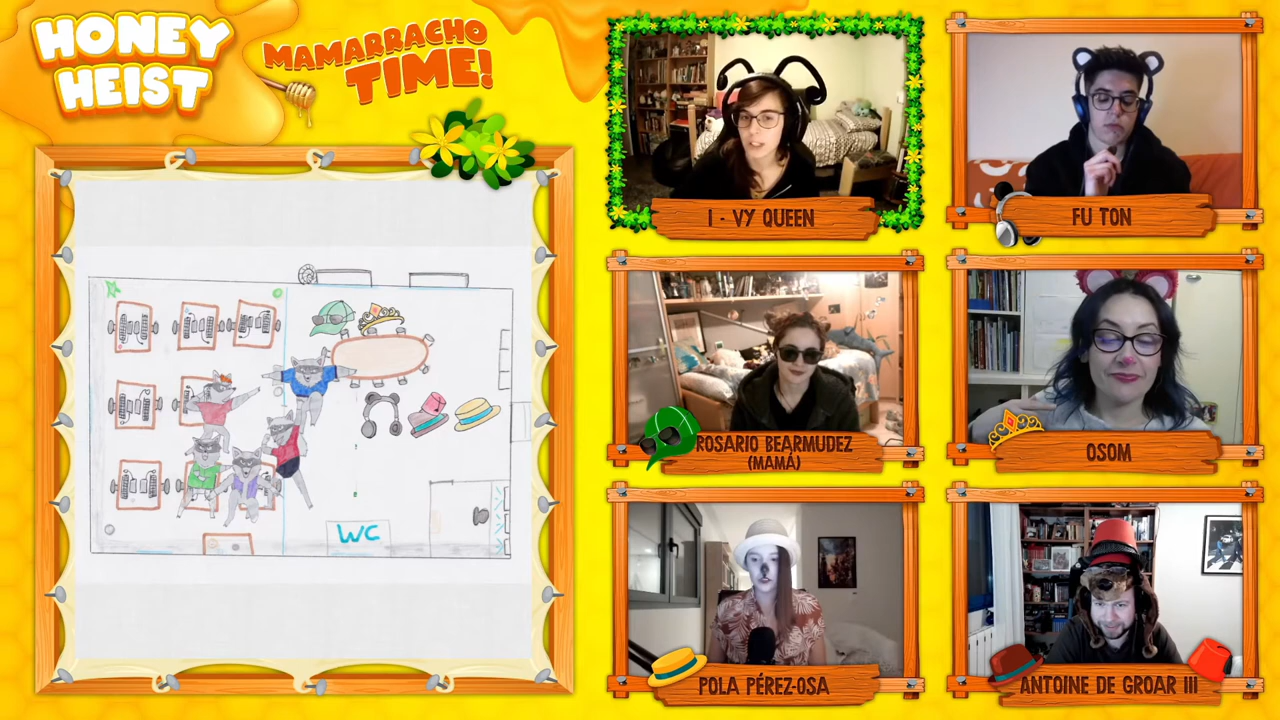 HONEY
HEIST
MAMARRACHO
TIME!
WC
I - VY QUEEN
FU TON
ROSARIO BEARMUDEZ
(MAMÁ)
OSOM
POLA PÉREZ-OSA
ANTOINE DE GROAR III